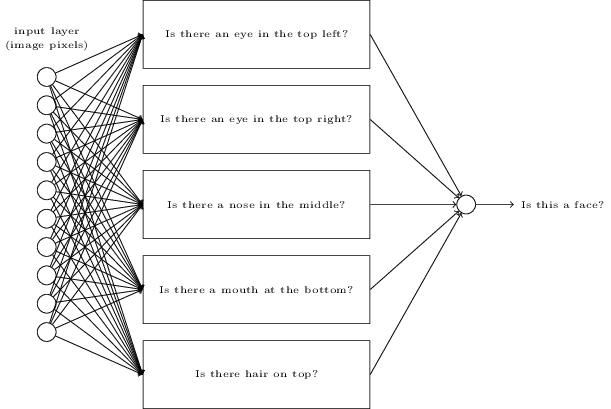 input layer
(image pixels)
Is there an eye in the top left?
Is there an eye in the top right?
Is there a nose in the middle?
Is there a mouth at the bottom?
Is there hair on top?
Is this a face?